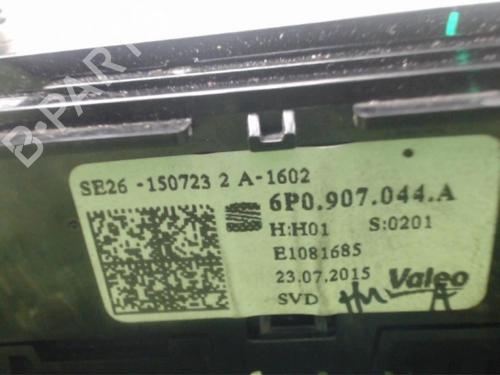 B-PARTS
SE26 -150723 2 A-1602
6P0.907.044.A
H:H01 S:0201
E1081685
23.07.2015 Valeo
SVD